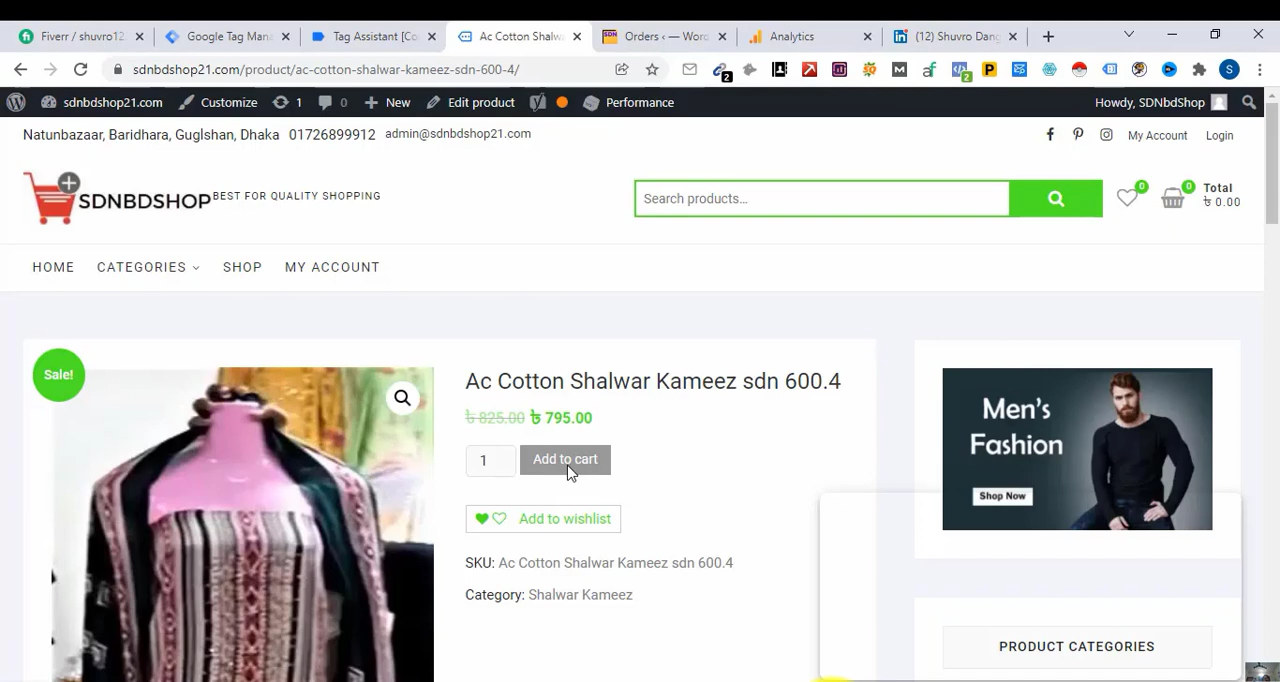 Fiverr / shuvro12
Google Tag Man
Tag Assistant [Co
Ac Cotton Shalwa
Orders ‹ — Wor
Analytics
(12) Shuvro Dang
sdnbdshop21.com/product/ac-cotton-shalwar-kameez-sdn-600-4/
2
2
S
sdnbdshop21.com
Customize
1
0
New
Edit product
Performance
Howdy, SDNbdShop
Natunbazaar, Baridhara, Guglshan, Dhaka 01726899912 admin@sdnbdshop21.com
My Account
Login
SDNBDSHOP
BEST FOR QUALITY SHOPPING
Search products…
0
0
Total
৳ 0.00
HOME
CATEGORIES
SHOP
MY ACCOUNT
Sale!
Ac Cotton Shalwar Kameez sdn 600.4
৳ 825.00 ৳ 795.00
1
Add to cart
Add to wishlist
SKU: Ac Cotton Shalwar Kameez sdn 600.4
Category: Shalwar Kameez
Men's
Fashion
Shop Now
PRODUCT CATEGORIES